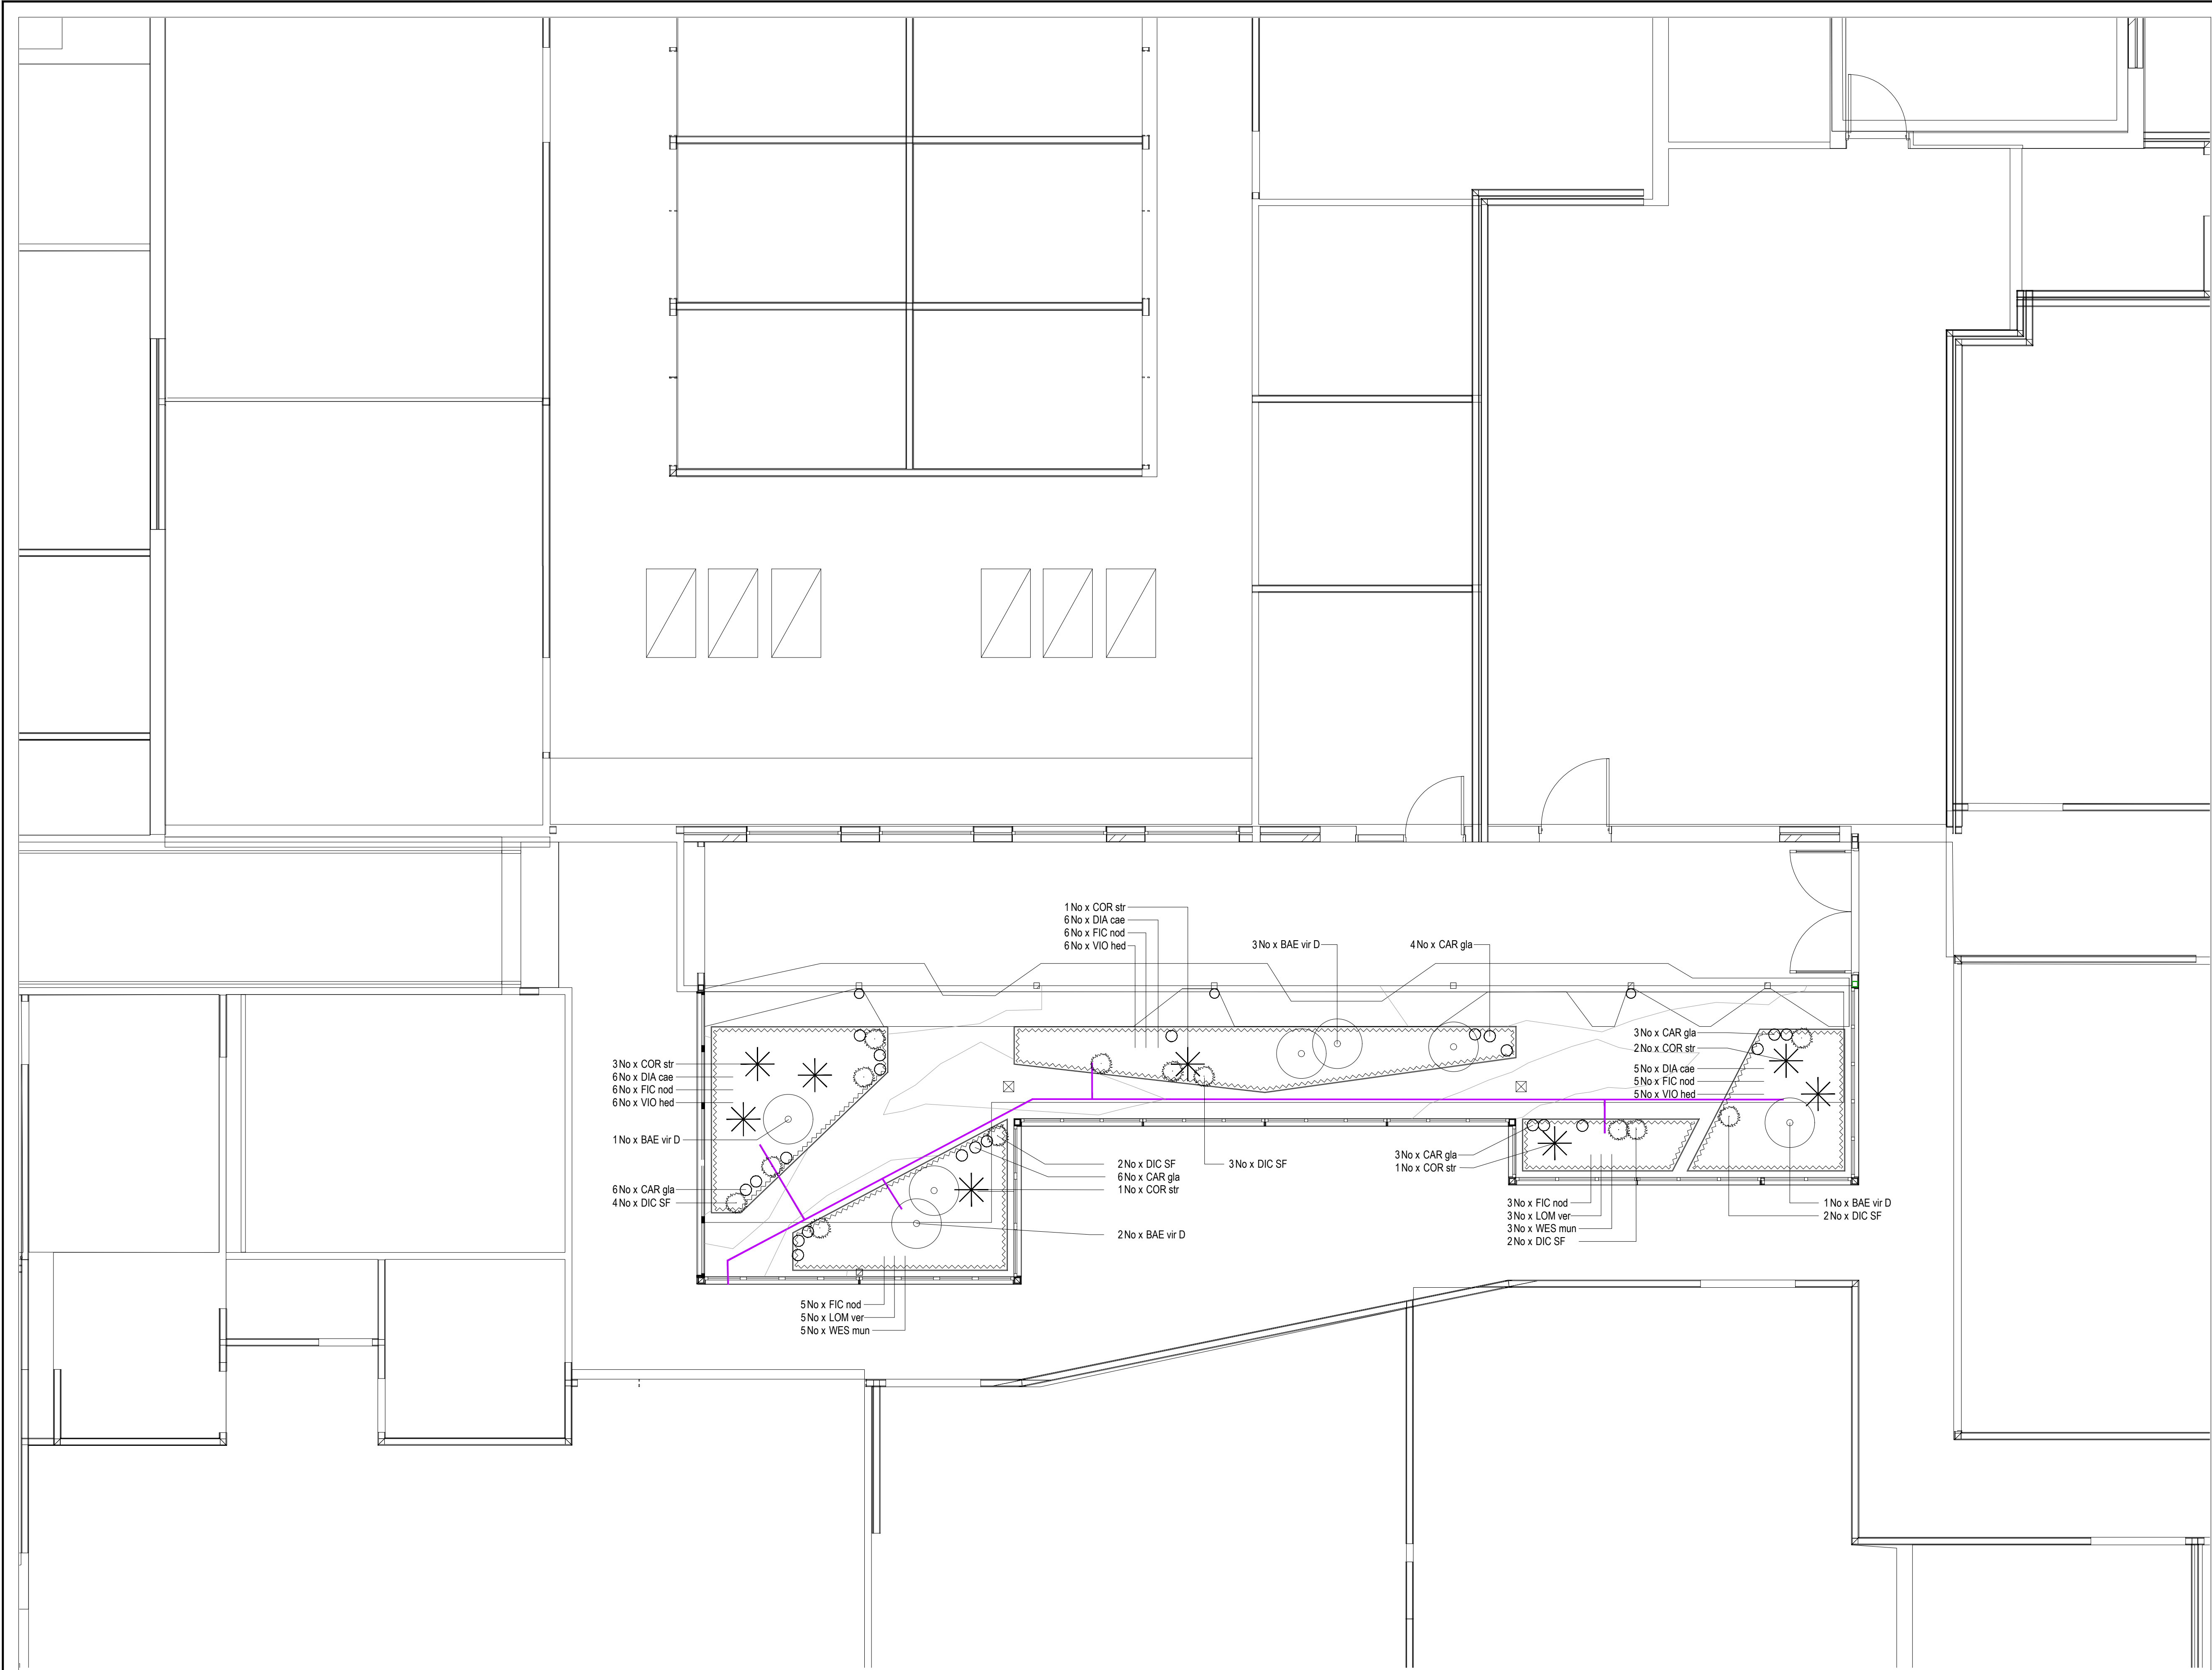 1 No x COR str
6 No x DIA cae
6 No x FIC nod
6 No x VIO hed
3 No x BAE vir D
4 No x CAR gla
3 No x COR str
6 No x DIA cae
6 No x FIC nod
6 No x VIO hed
1 No x BAE vir D
6 No x CAR gla
4 No x DIC SF
2 No x DIC SF
6 No x CAR gla
1 No x COR str
2 No x BAE vir D
3 No x DIC SF
5 No x FIC nod
5 No x LOM ver
5 No x WES mun
3 No x CAR gla
1 No x COR str
3 No x FIC nod
3 No x LOM ver
3 No x WES mun
2 No x DIC SF
3 No x CAR gla
2 No x COR str
5 No x DIA cae
5 No x FIC nod
5 No x VIO hed
1 No x BAE vir D
2 No x DIC SF